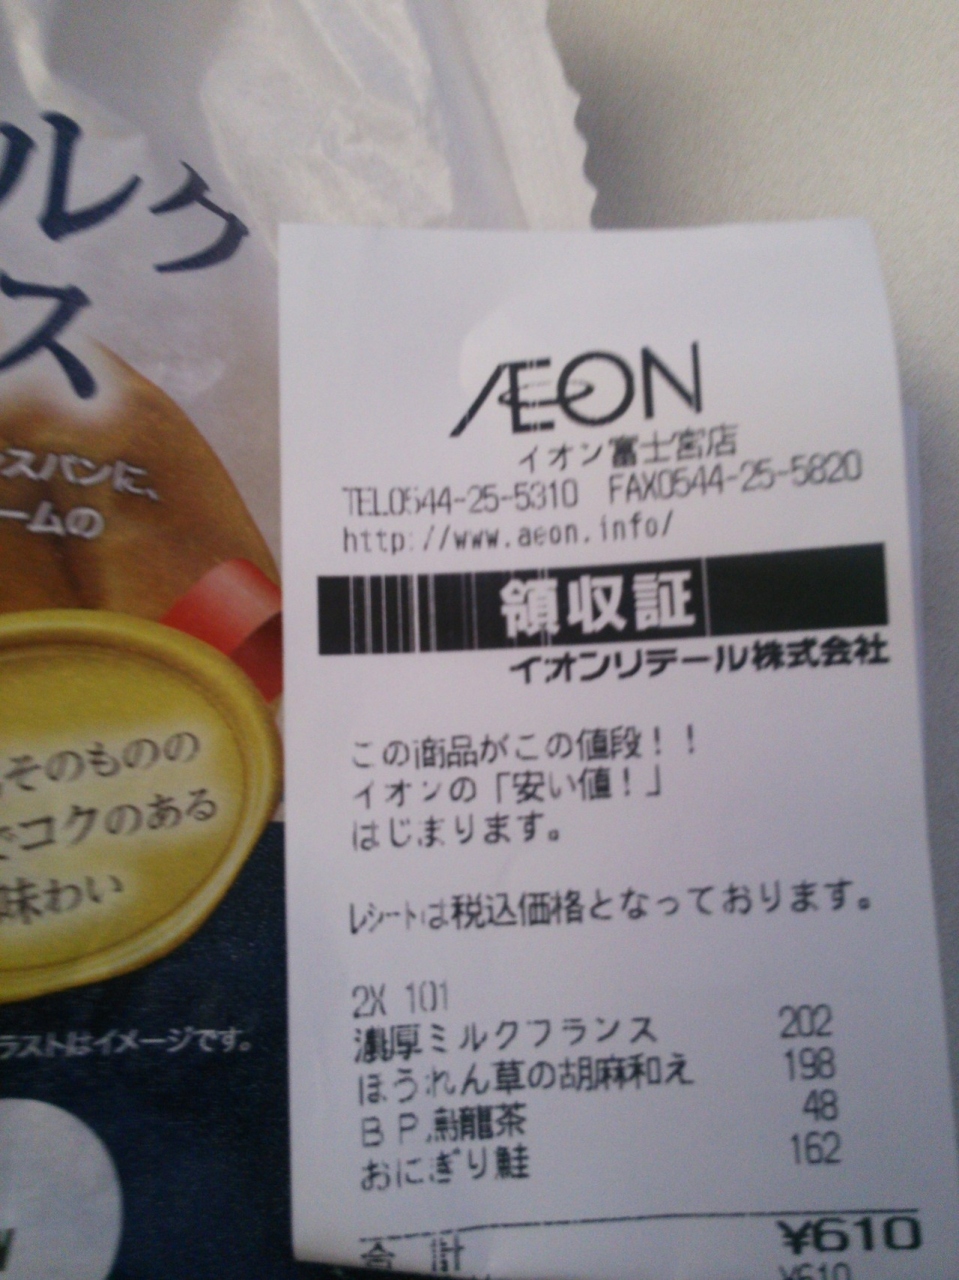 ルク
ス
スパンに、
ームの
そのものの
でコクのある
味わい
ラストはイメージです。
ÆON
イオン富士宮店
TEL0544-25-5310 FAX0544-25-5820
http://www.aeon.info/
領収証
イオンリテール株式会社
この商品がこの値段！！
イオンの「安い値！」
はじまります。
レシートは税込価格となっております。
2X 101
濃厚ミルクフランス 202
ほうれん草の胡麻和え 198
ＢＰ烏龍茶 48
おにぎり鮭 162
合 計 ¥610
¥610